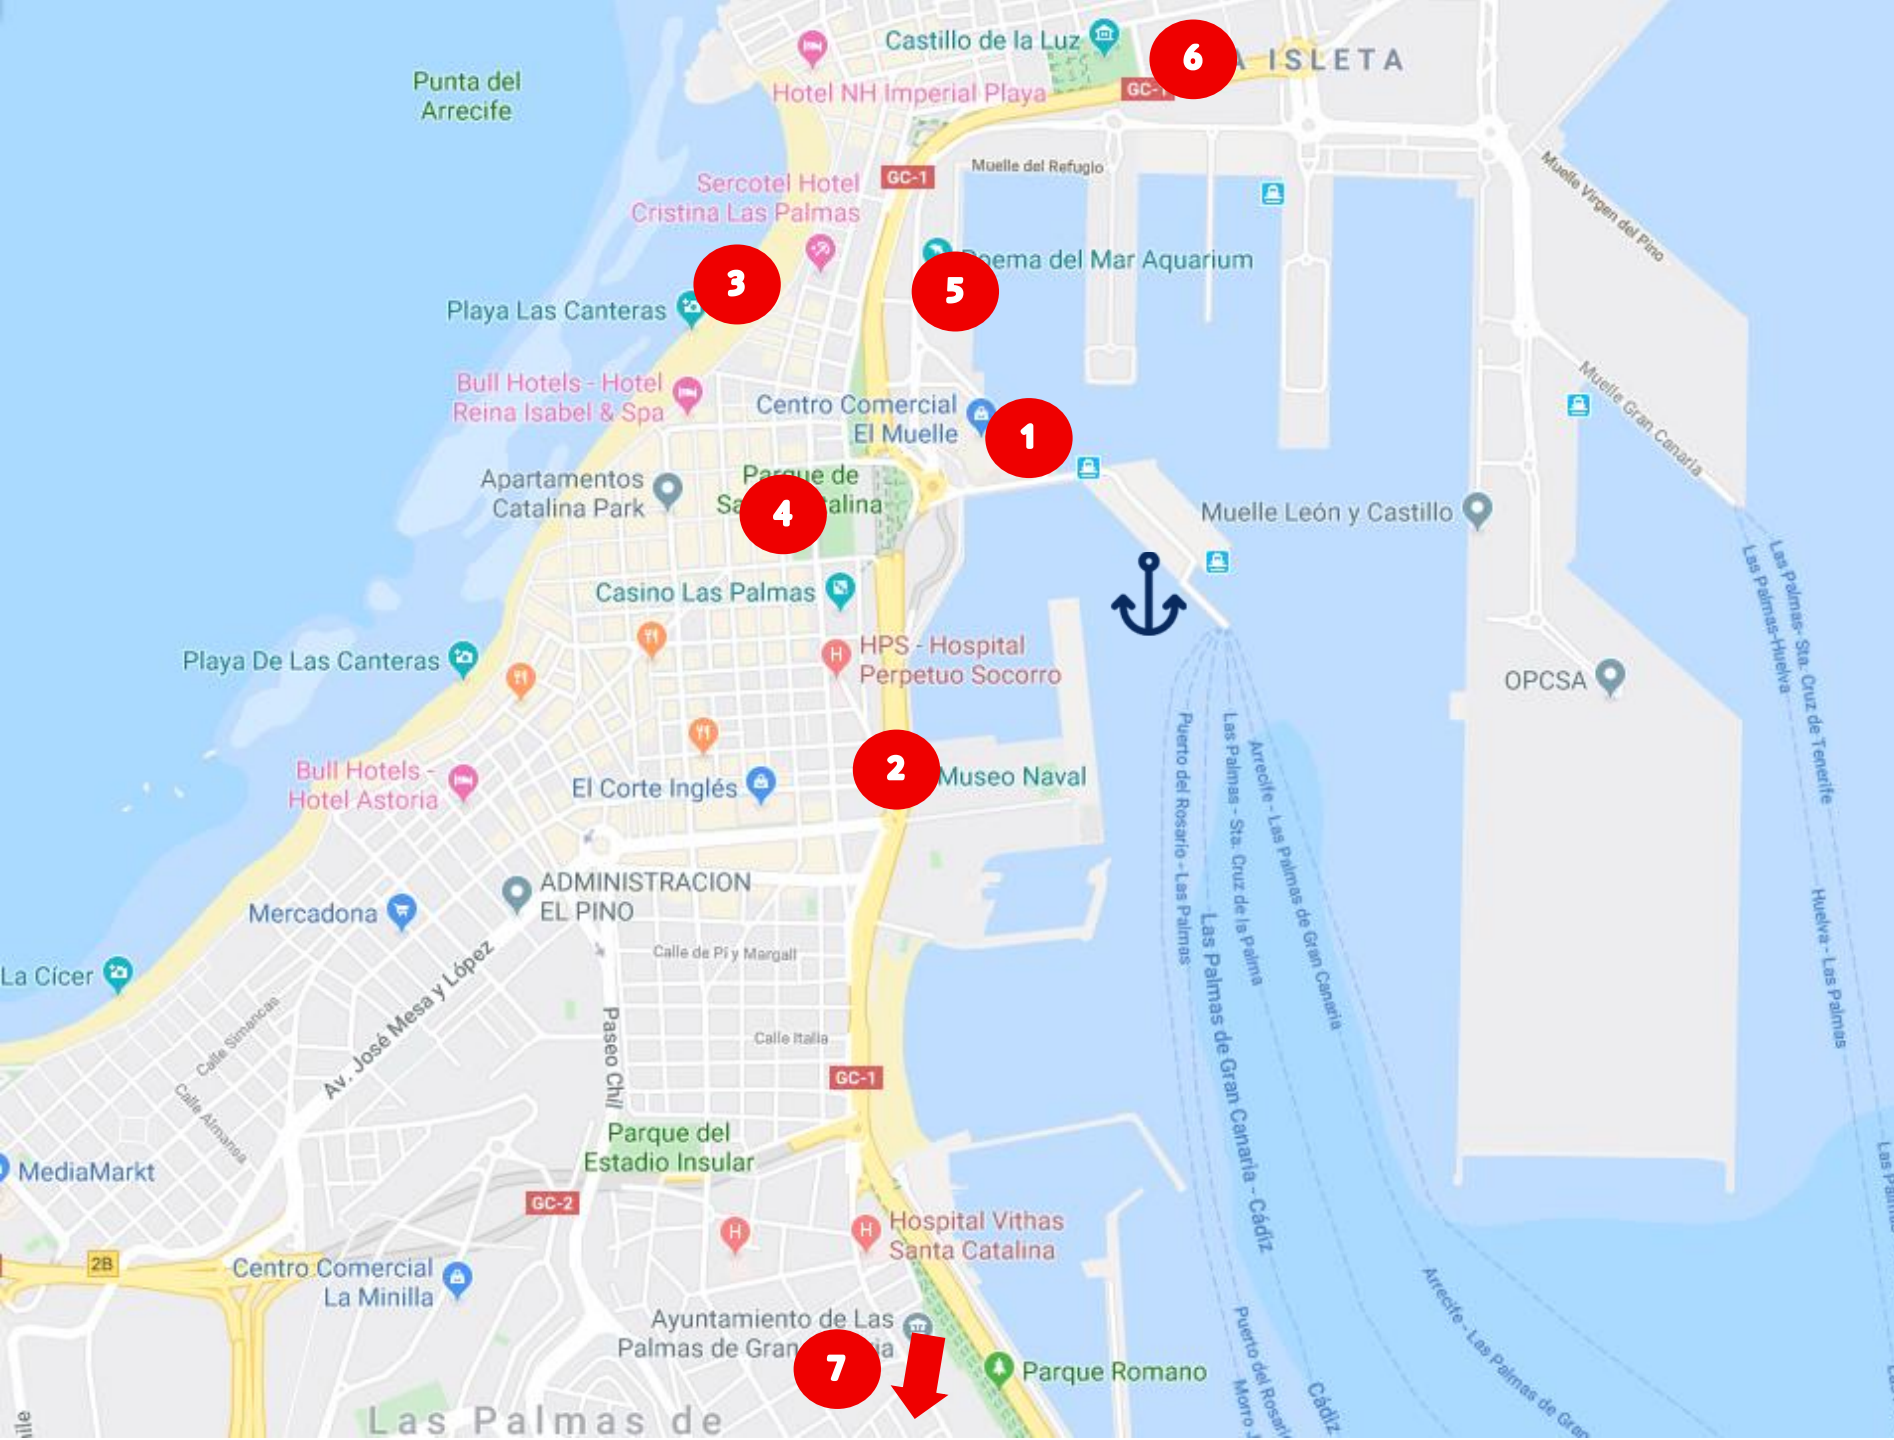 Castillo de la Luz
6
ISLETA
Punta del
Arrecife
GC-1
Hotel NH Imperial Playa
Muelle del Refugio
GC-1
Muelle Virgen del Pino
Sercotel Hotel
Cristina Las Palmas
3
Poema del Mar Aquarium
5
Playa Las Canteras
Bull Hotels - Hotel
Reina Isabel & Spa
Centro Comercial
El Muelle
1
Muelle Gran Canaria
Apartamentos
Catalina Park
Parque de
4
Muelle León y Castillo
Las Palmas-Huelva
Las Palmas- Sta. Cruz de Tenerife
Casino Las Palmas
HPS - Hospital
Perpetuo Socorro
Playa De Las Canteras
OPCSA
2
Museo Naval
Bull Hotels -
Hotel Astoria
El Corte Inglés
Puerto del Rosario - Las Palmas
Las Palmas - Sta. Cruz de la Palma
Arrecife - Las Palmas de Gran Canaria
Las Palmas de Gran Canaria - Cádiz
Huelva - Las Palmas
ADMINISTRACION
EL PINO
Mercadona
Calle de Pí y Margall
La Cícer
Calle Simancas
Av. José Mesa y López
Paseo Chil
Calle Italia
GC-1
Calle Almansa
Parque del
Estadio Insular
MediaMarkt
GC-2
Hospital Vithas
Santa Catalina
2B
Centro Comercial
La Minilla
Ayuntamiento de Las
Palmas de Gran
7
Parque Romano
Arrecife - Las Palmas de Gran
Puerto del Rosario
Cádiz
Las Palmas de